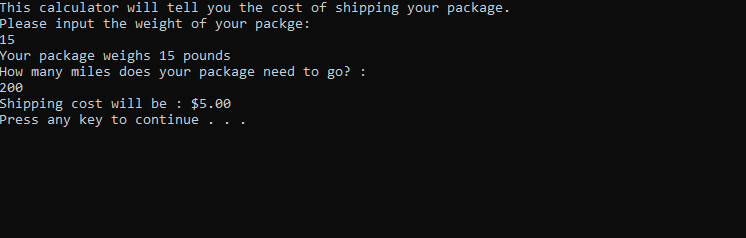 This calculator will tell you the cost of shipping your package.
Please input the weight of your packge:
15
Your package weighs 15 pounds
How many miles does your package need to go? :
200
Shipping cost will be : $5.00
Press any key to continue . . .